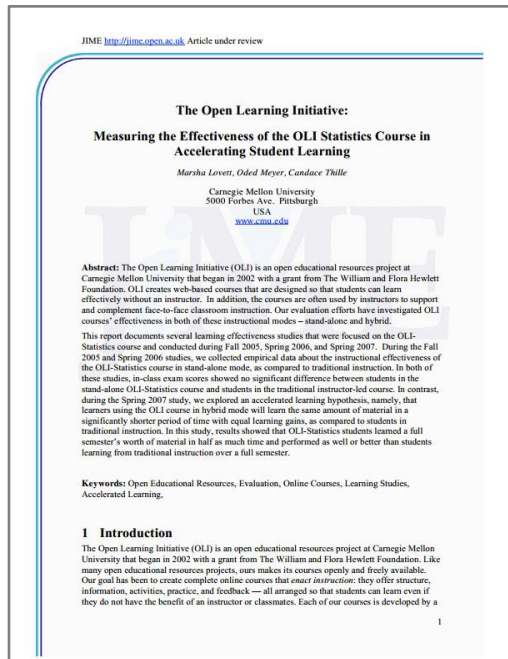 JIME http://jime.open.ac.uk Article under review
The Open Learning Initiative:
Measuring the Effectiveness of the OLI Statistics Course in
Accelerating Student Learning
Marsha Lovett, Oded Meyer, Candace Thille
Carnegie Mellon University
5000 Forbes Ave. Pittsburgh
USA
www.cmu.edu
JIME
Abstract: The Open Learning Initiative (OLI) is an open educational resources project at
Carnegie Mellon University that began in 2002 with a grant from The William and Flora Hewlett
Foundation. OLI creates web-based courses that are designed so that students can learn
effectively without an instructor. In addition, the courses are often used by instructors to support
and complement face-to-face classroom instruction. Our evaluation efforts have investigated OLI
courses' effectiveness in both of these instructional modes – stand-alone and hybrid.
This report documents several learning effectiveness studies that were focused on the OLI-
Statistics course and conducted during Fall 2005, Spring 2006, and Spring 2007. During the Fall
2005 and Spring 2006 studies, we collected empirical data about the instructional effectiveness of
the OLI-Statistics course in stand-alone mode, as compared to traditional instruction. In both of
these studies, in-class exam scores showed no significant difference between students in the
stand-alone OLI-Statistics course and students in the traditional instructor-led course. In contrast,
during the Spring 2007 study, we explored an accelerated learning hypothesis, namely, that
learners using the OLI course in hybrid mode will learn the same amount of material in a
significantly shorter period of time with equal learning gains, as compared to students in
traditional instruction. In this study, results showed that OLI-Statistics students learned a full
semester's worth of material in half as much time and performed as well or better than students
learning from traditional instruction over a full semester.
Keywords: Open Educational Resources, Evaluation, Online Courses, Learning Studies,
Accelerated Learning,
1 Introduction
The Open Learning Initiative (OLI) is an open educational resources project at Carnegie Mellon
University that began in 2002 with a grant from The William and Flora Hewlett Foundation. Like
many open educational resources projects, ours makes its courses openly and freely available.
Our goal has been to create complete online courses that enact instruction: they offer structure,
information, activities, practice, and feedback — all arranged so that students can learn even if
they do not have the benefit of an instructor or classmates. Each of our courses is developed by a
1